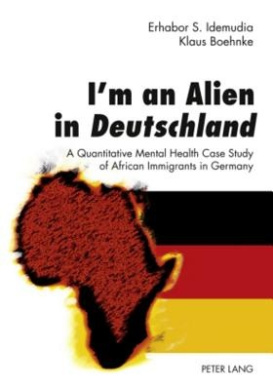 Erhabor S. Idemudia
Klaus Boehnke
I'm an Alien
in Deutschland
A Quantitative Mental Health Case Study
of African Immigrants in Germany
PETER LANG